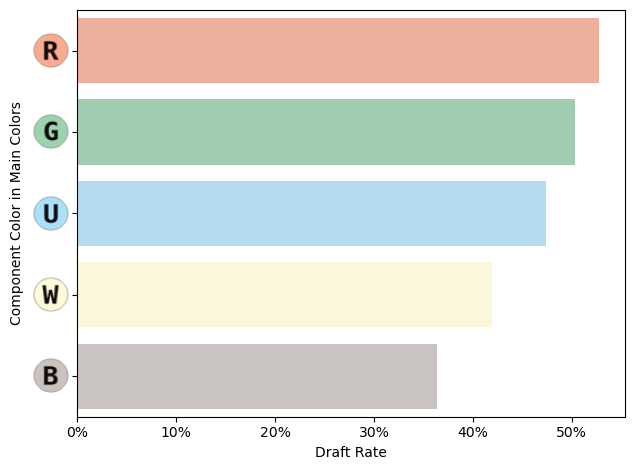 Component Color in Main Colors
R
G
U
W
B
0% 10% 20% 30% 40% 50%
Draft Rate